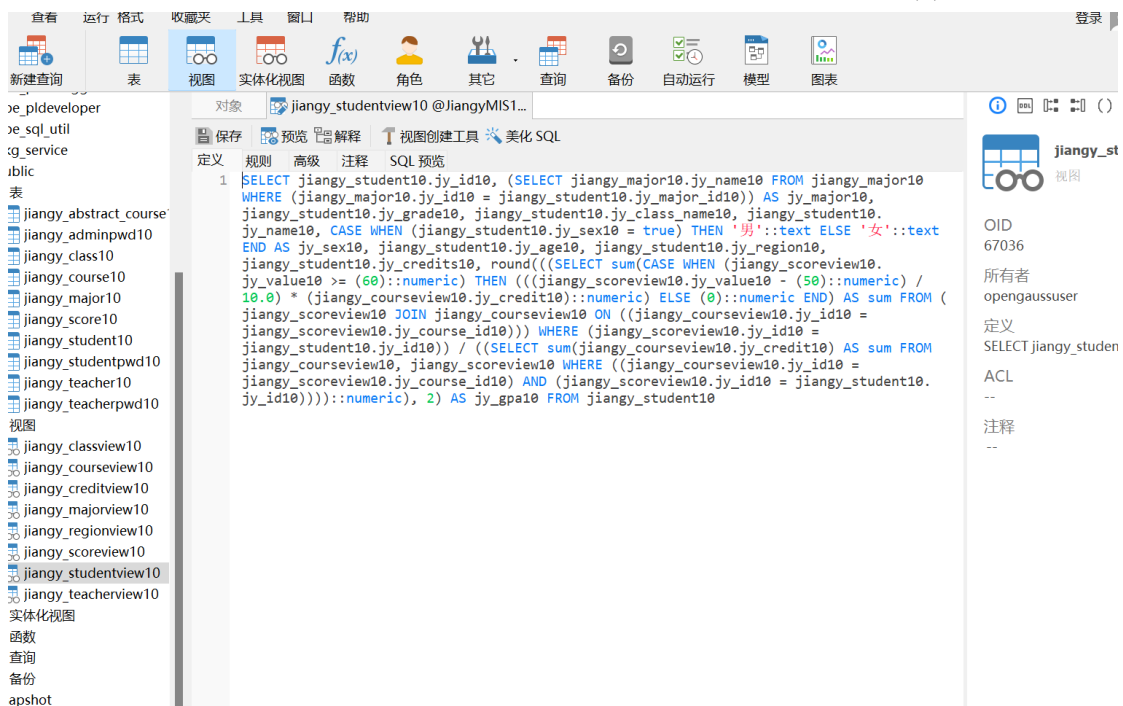 查看 运行 格式 收藏夹 工具 窗口 帮助 登录
新建查询 表 视图 实体化视图 函数 角色 其它 查询 备份 自动运行 模型 图表
f(x)
pe_pldeveloper
pe_sql_util
kg_service
ublic
表
jiangy_abstract_course
jiangy_adminpwd10
jiangy_class10
jiangy_course10
jiangy_major10
jiangy_score10
jiangy_student10
jiangy_studentpwd10
jiangy_teacher10
jiangy_teacherpwd10
视图
jiangy_classview10
jiangy_courseview10
jiangy_creditview10
jiangy_majorview10
jiangy_regionview10
jiangy_scoreview10
jiangy_studentview10
jiangy_teacherview10
实体化视图
函数
查询
备份
apshot
对象 jiangy_studentview10 @JiangyMIS1...
保存 预览 解释 视图创建工具 美化 SQL
定义 规则 高级 注释 SQL 预览
1 SELECT jiangy_student10.jy_id10, (SELECT jiangy_major10.jy_name10 FROM jiangy_major10
WHERE (jiangy_major10.jy_id10 = jiangy_student10.jy_major_id10)) AS jy_major10,
jiangy_student10.jy_grade10, jiangy_student10.jy_class_name10, jiangy_student10.
jy_name10, CASE WHEN (jiangy_student10.jy_sex10 = true) THEN '男'::text ELSE '女'::text
END AS jy_sex10, jiangy_student10.jy_age10, jiangy_student10.jy_region10,
jiangy_student10.jy_credits10, round(((SELECT sum(CASE WHEN (jiangy_scoreview10.
jy_value10 >= (60)::numeric) THEN (((jiangy_scoreview10.jy_value10 - (50)::numeric) /
10.0) * (jiangy_courseview10.jy_credit10)::numeric) ELSE (0)::numeric END) AS sum FROM (
jiangy_scoreview10 JOIN jiangy_courseview10 ON ((jiangy_courseview10.jy_id10 =
jiangy_scoreview10.jy_course_id10))) WHERE (jiangy_scoreview10.jy_id10 =
jiangy_student10.jy_id10)) / ((SELECT sum(jiangy_courseview10.jy_credit10) AS sum FROM
jiangy_courseview10, jiangy_scoreview10 WHERE ((jiangy_courseview10.jy_id10 =
jiangy_scoreview10.jy_course_id10) AND (jiangy_scoreview10.jy_id10 = jiangy_student10.
jy_id10))))::numeric), 2) AS jy_gpa10 FROM jiangy_student10
DDL
jiangy_st
视图
OID
67036
所有者
opengaussuser
定义
SELECT jiangy_studen
ACL
--
注释
--